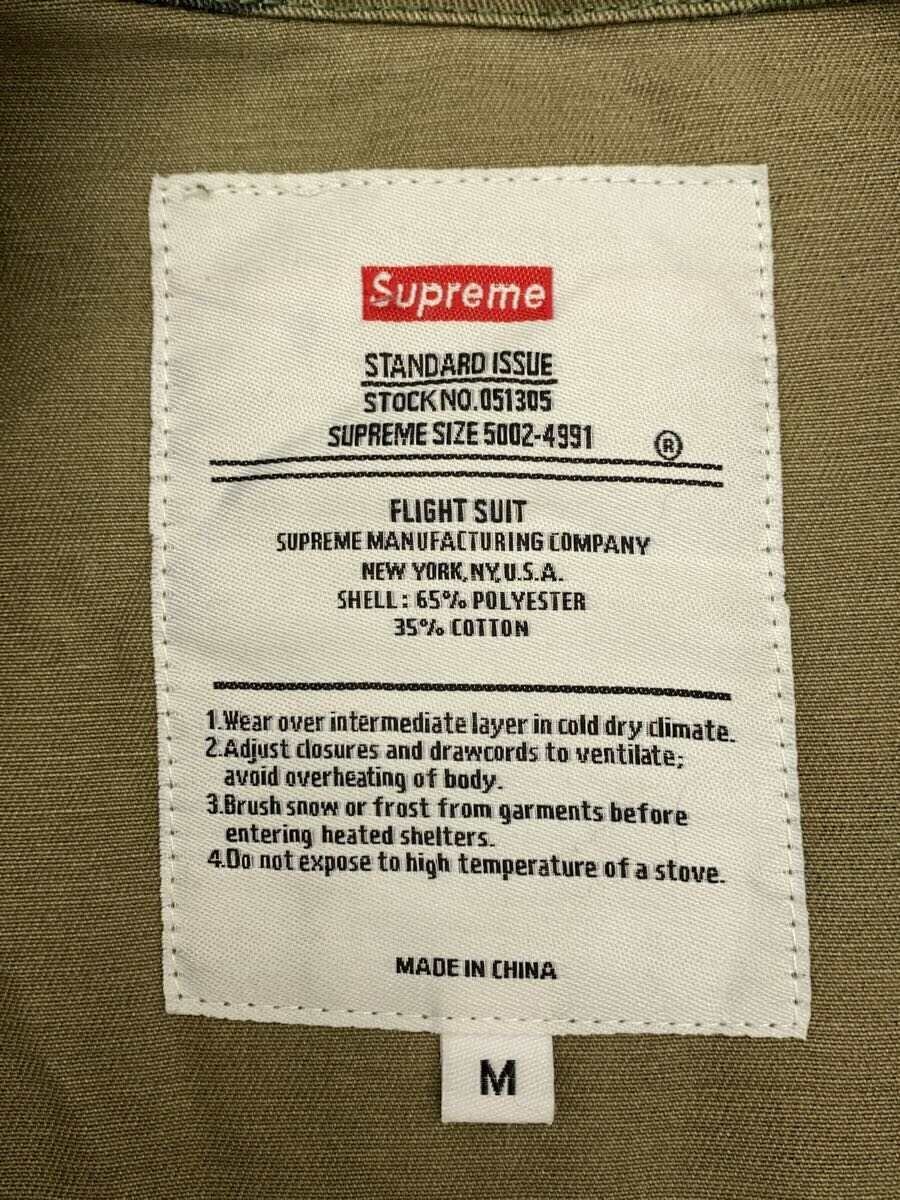 Supreme
STANDARD ISSUE
STOCK NO.051305
SUPREME SIZE 5002-4991 ®
FLIGHT SUIT
SUPREME MANUFACTURING COMPANY
NEW YORK,NY,U.S.A.
SHELL: 65% POLYESTER
35% COTTON
1.Wear over intermediate layer in cold dry climate.
2.Adjust closures and drawcords to ventilate;
avoid overheating of body.
3.Brush snow or frost from garments before
entering heated shelters.
4.Do not expose to high temperature of a stove.
MADE IN CHINA
M